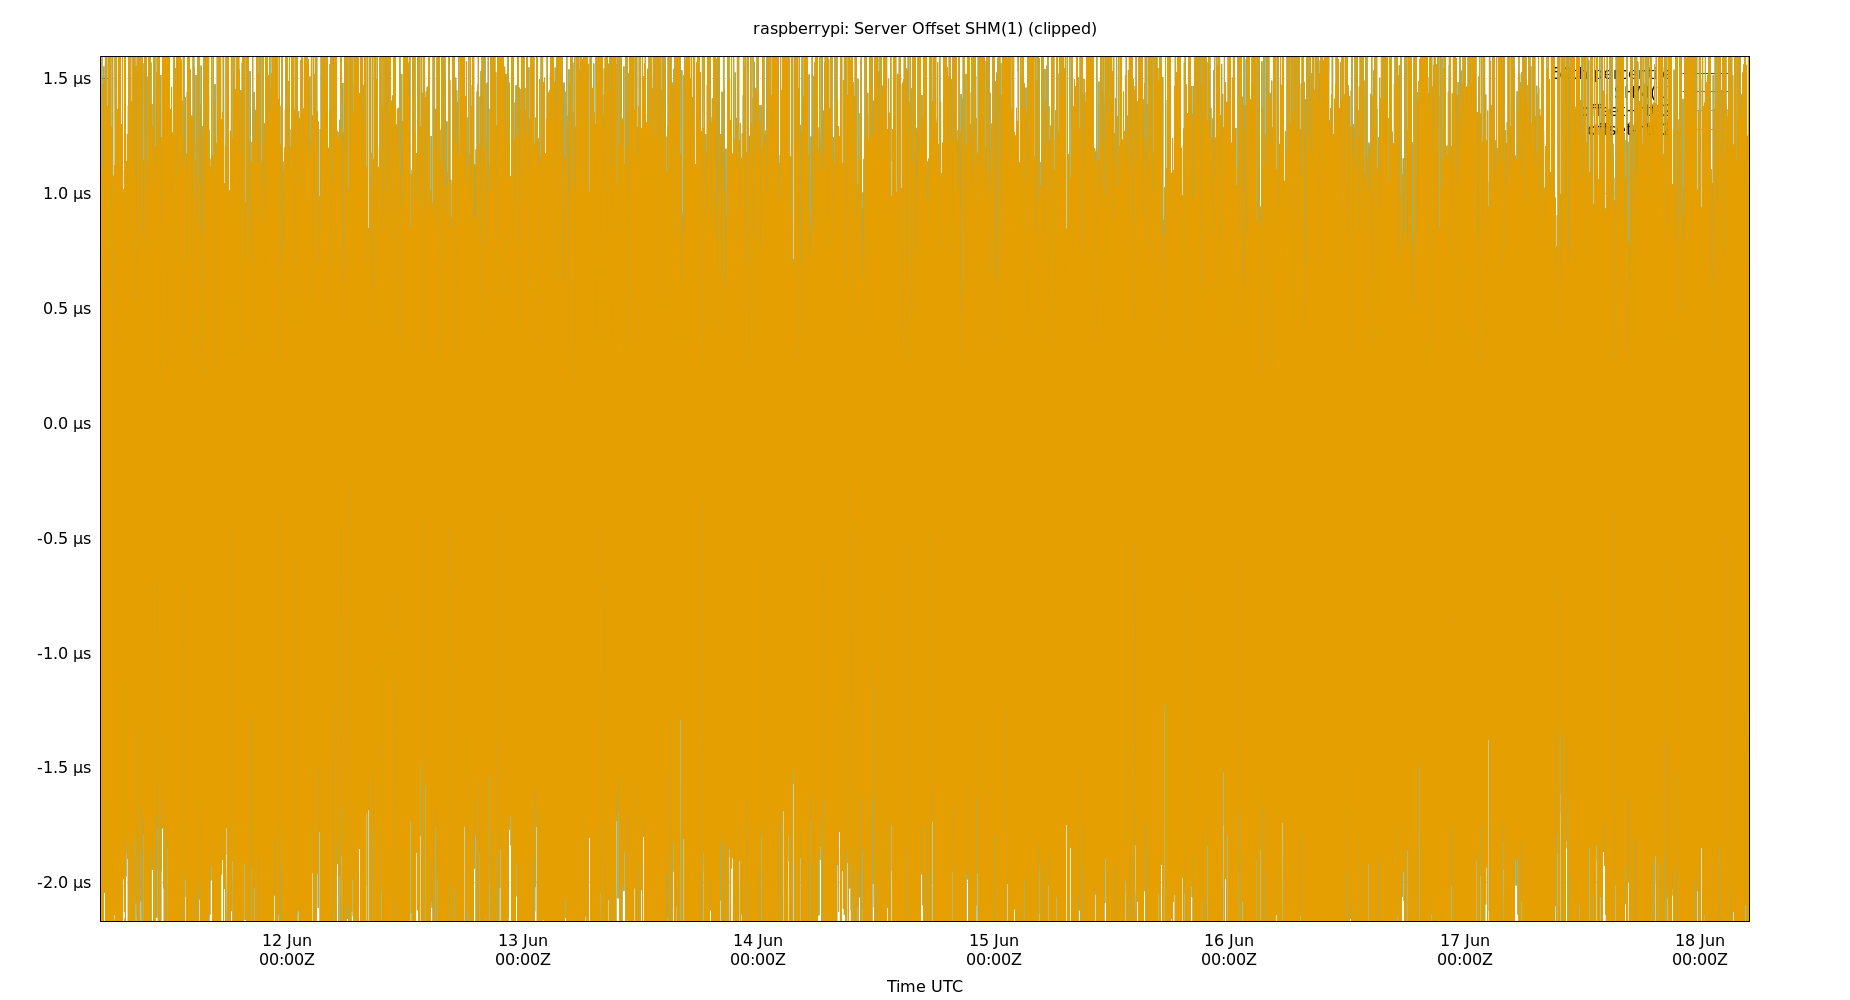 raspberrypi: Server Offset SHM(1) (clipped)
1.5 µs
1.0 µs
0.5 µs
0.0 µs
-0.5 µs
-1.0 µs
-1.5 µs
-2.0 µs
12 Jun
00:00Z
13 Jun
00:00Z
14 Jun
00:00Z
15 Jun
00:00Z
16 Jun
00:00Z
17 Jun
00:00Z
18 Jun
00:00Z
Time UTC